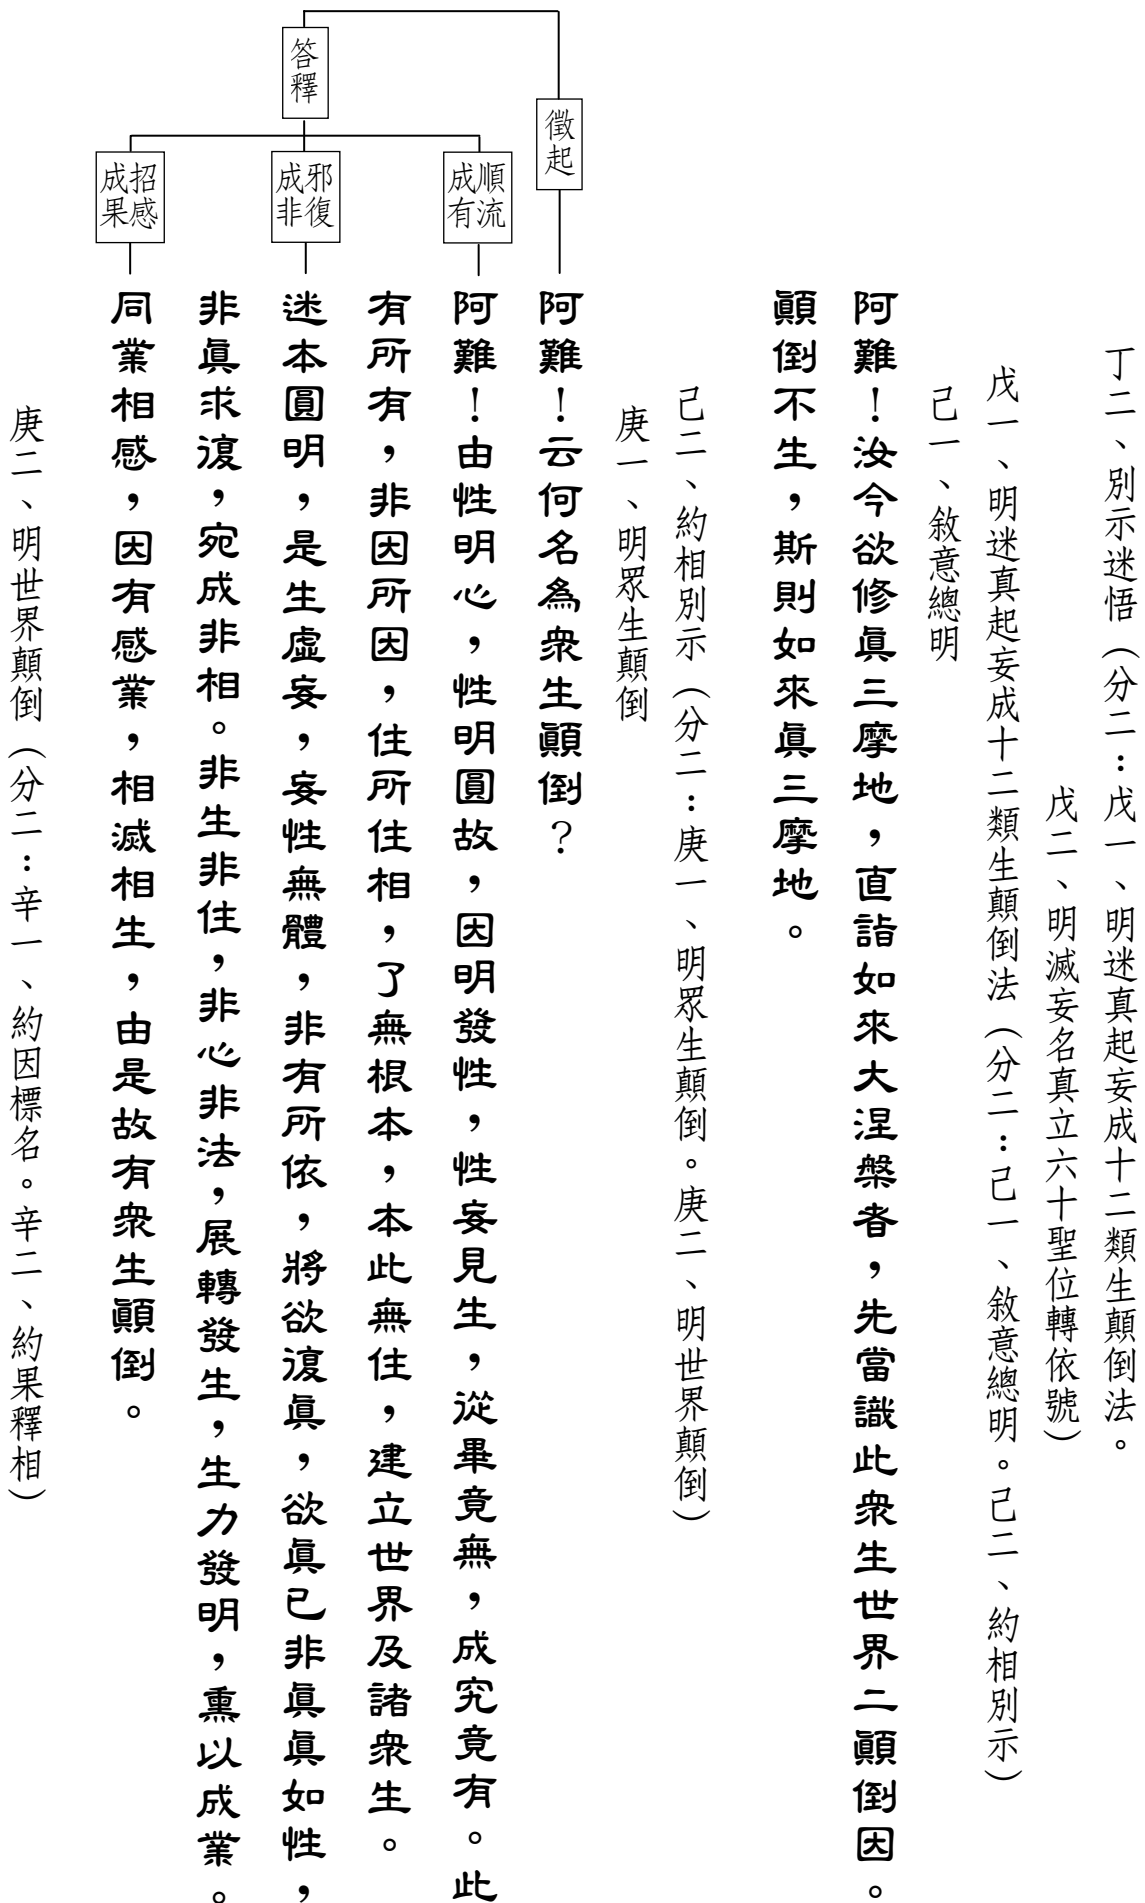 丁二、別示迷悟（分二：戊一、明迷真起妄成十二類生顛倒法。
戊二、明滅妄名真立六十聖位轉依號）
戊一、明迷真起妄成十二類生顛倒法（分二：己一、敘意總明。己二、約相別示）
己一、敘意總明
阿難！汝今欲修眞三摩地，直詣如來大涅槃者，先當識此衆生世界二顚倒因。
顚倒不生，斯則如來眞三摩地。
己二、約相別示（分二：庚一、明眾生顛倒。庚二、明世界顛倒）
庚一、明眾生顛倒
徵起
阿難！云何名爲衆生顚倒？
答釋
順流
成有
阿難！由性明心，性明圓故，因明發性，性妄見生，從畢竟無，成究竟有。此
有所有，非因所因，住所住相，了無根本，本此無住，建立世界及諸衆生。
邪復
成非
迷本圓明，是生虛妄，妄性無體，非有所依，將欲復眞，欲眞已非眞眞如性，
非眞求復，宛成非相。非生非住，非心非法，展轉發生，生力發明，熏以成業。
招感
成果
同業相感，因有感業，相滅相生，由是故有衆生顚倒。
庚二、明世界顛倒（分二：辛一、約因標名。辛二、約果釋相）